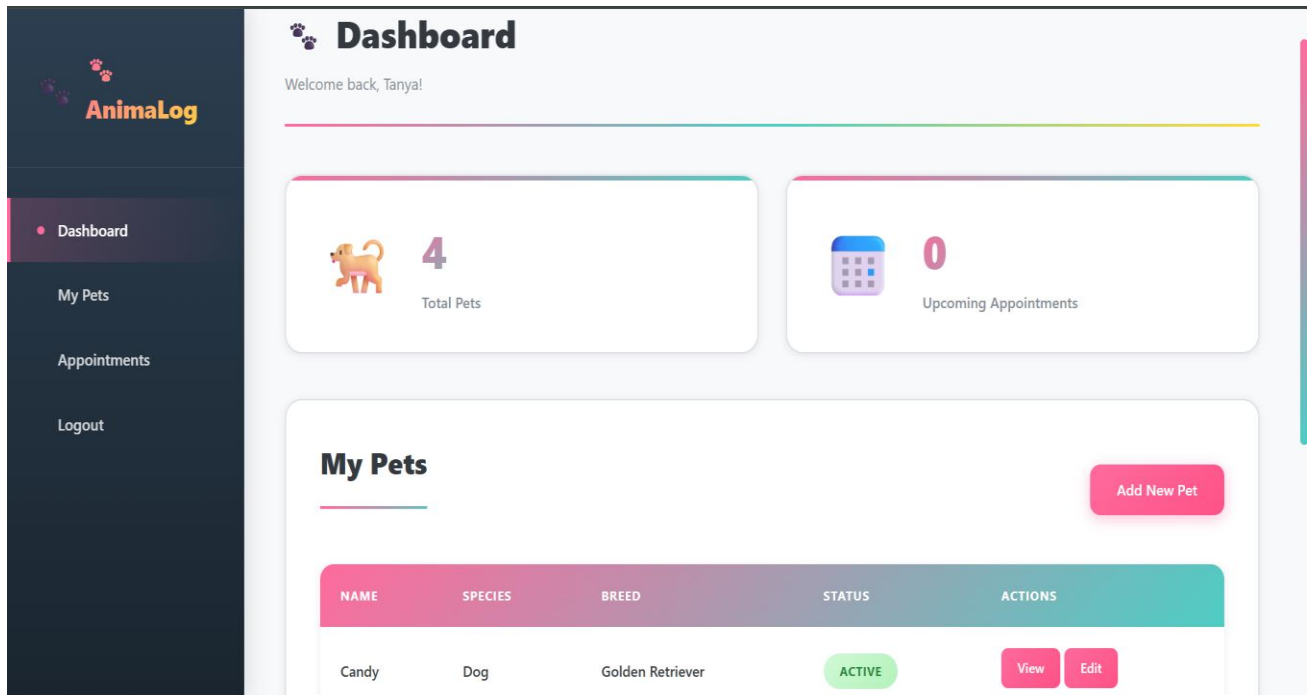 AnimaLog
Dashboard
My Pets
Appointments
Logout
Dashboard
Welcome back, Tanya!
4
Total Pets
0
Upcoming Appointments
My Pets
Add New Pet
NAME SPECIES BREED STATUS ACTIONS
Candy Dog Golden Retriever ACTIVE View Edit